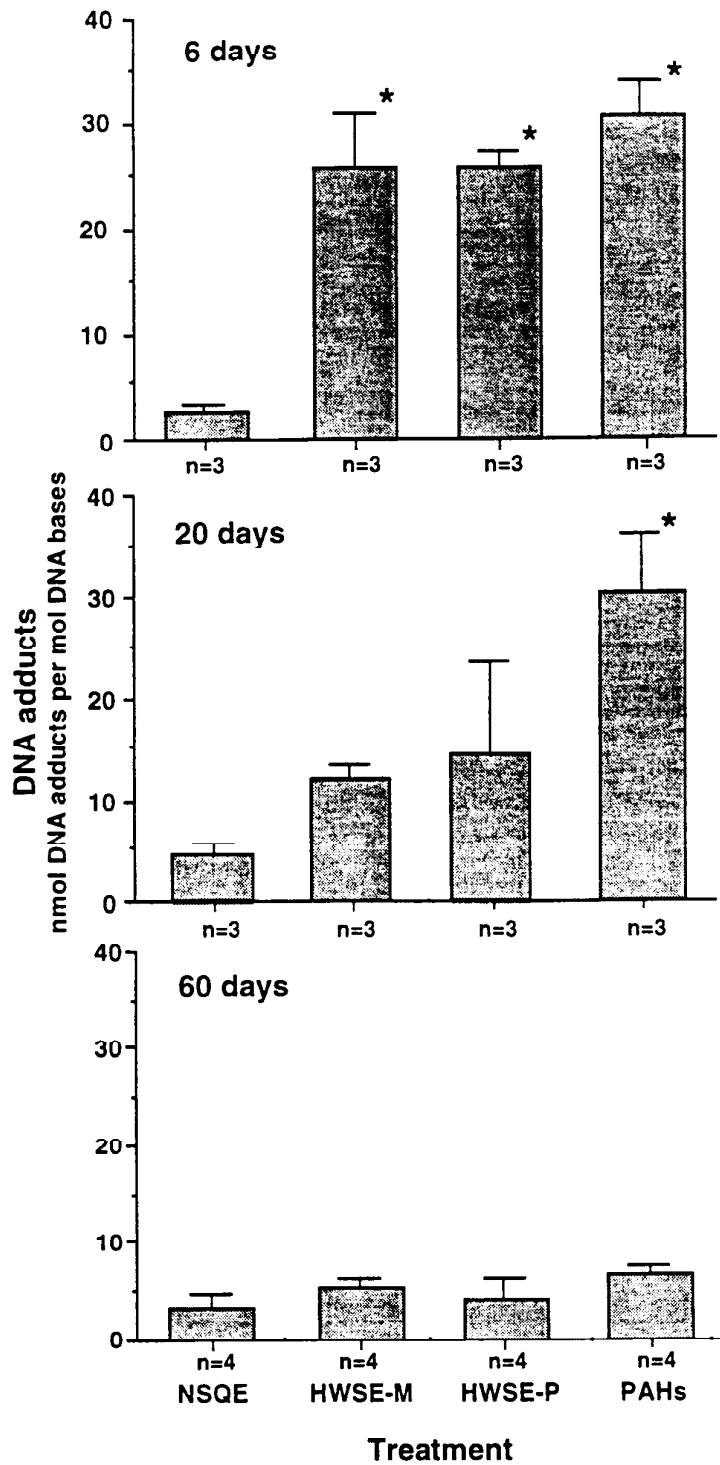 DNA adducts
nmol DNA adducts per mol DNA bases
6 days
40
30
20
10
0
*
*
*
n=3 n=3 n=3 n=3
20 days
40
30
20
10
0
*
n=3 n=3 n=3 n=3
60 days
40
30
20
10
0
n=4 n=4 n=4 n=4
NSQE HWSE-M HWSE-P PAHs
Treatment